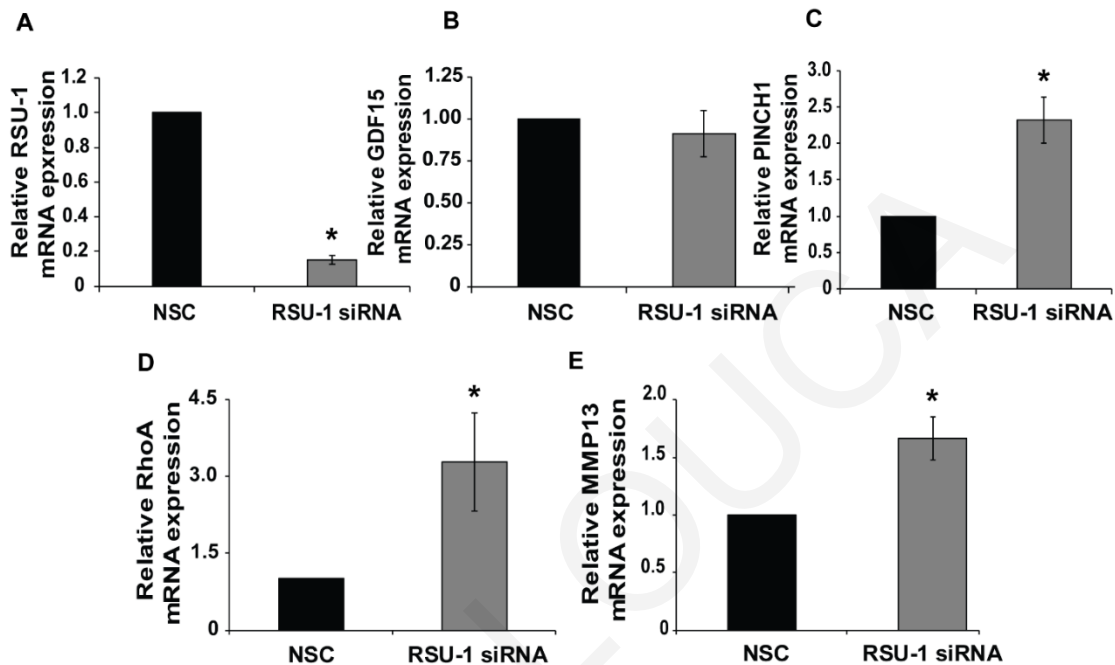 A
Relative RSU-1
mRNA epxression
1.2
1.0
0.8
0.6
0.4
0.2
0
*
NSC
RSU-1 siRNA
B
Relative GDF15
mRNA expression
1.25
1.00
0.75
0.50
0.25
0
NSC
RSU-1 siRNA
C
Relative PINCH1
mRNA expression
3.0
2.5
2.0
1.5
1.0
0.5
0.0
*
NSC
RSU-1 siRNA
D
Relative RhoA
mRNA expression
4.5
3.0
1.5
0
*
NSC
RSU-1 siRNA
E
Relative MMP13
mRNA expression
2.0
1.5
1.0
0.5
0
*
NSC
RSU-1 siRNA
OUCA